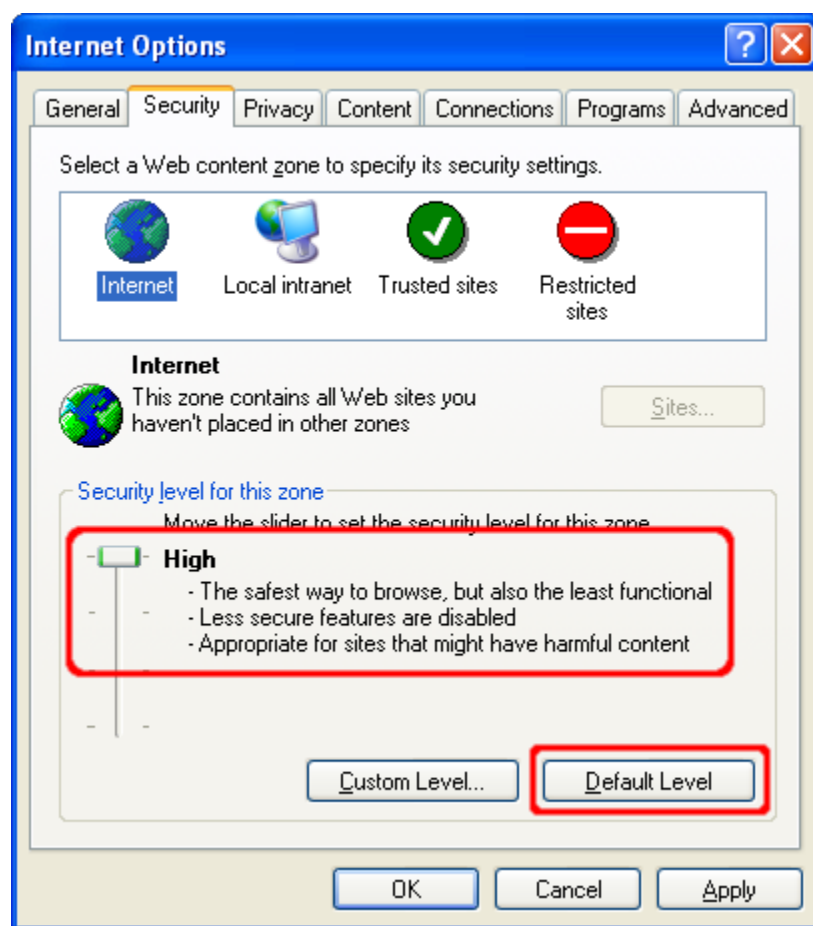 Internet Options
General Security Privacy Content Connections Programs Advanced
Select a Web content zone to specify its security settings.
Internet Local intranet Trusted sites Restricted
sites
Internet
This zone contains all Web sites you
haven't placed in other zones
Sites...
Security level for this zone
Move the slider to set the security level for this zone
High
- The safest way to browse, but also the least functional
- Less secure features are disabled
- Appropriate for sites that might have harmful content
Custom Level... Default Level
OK Cancel Apply